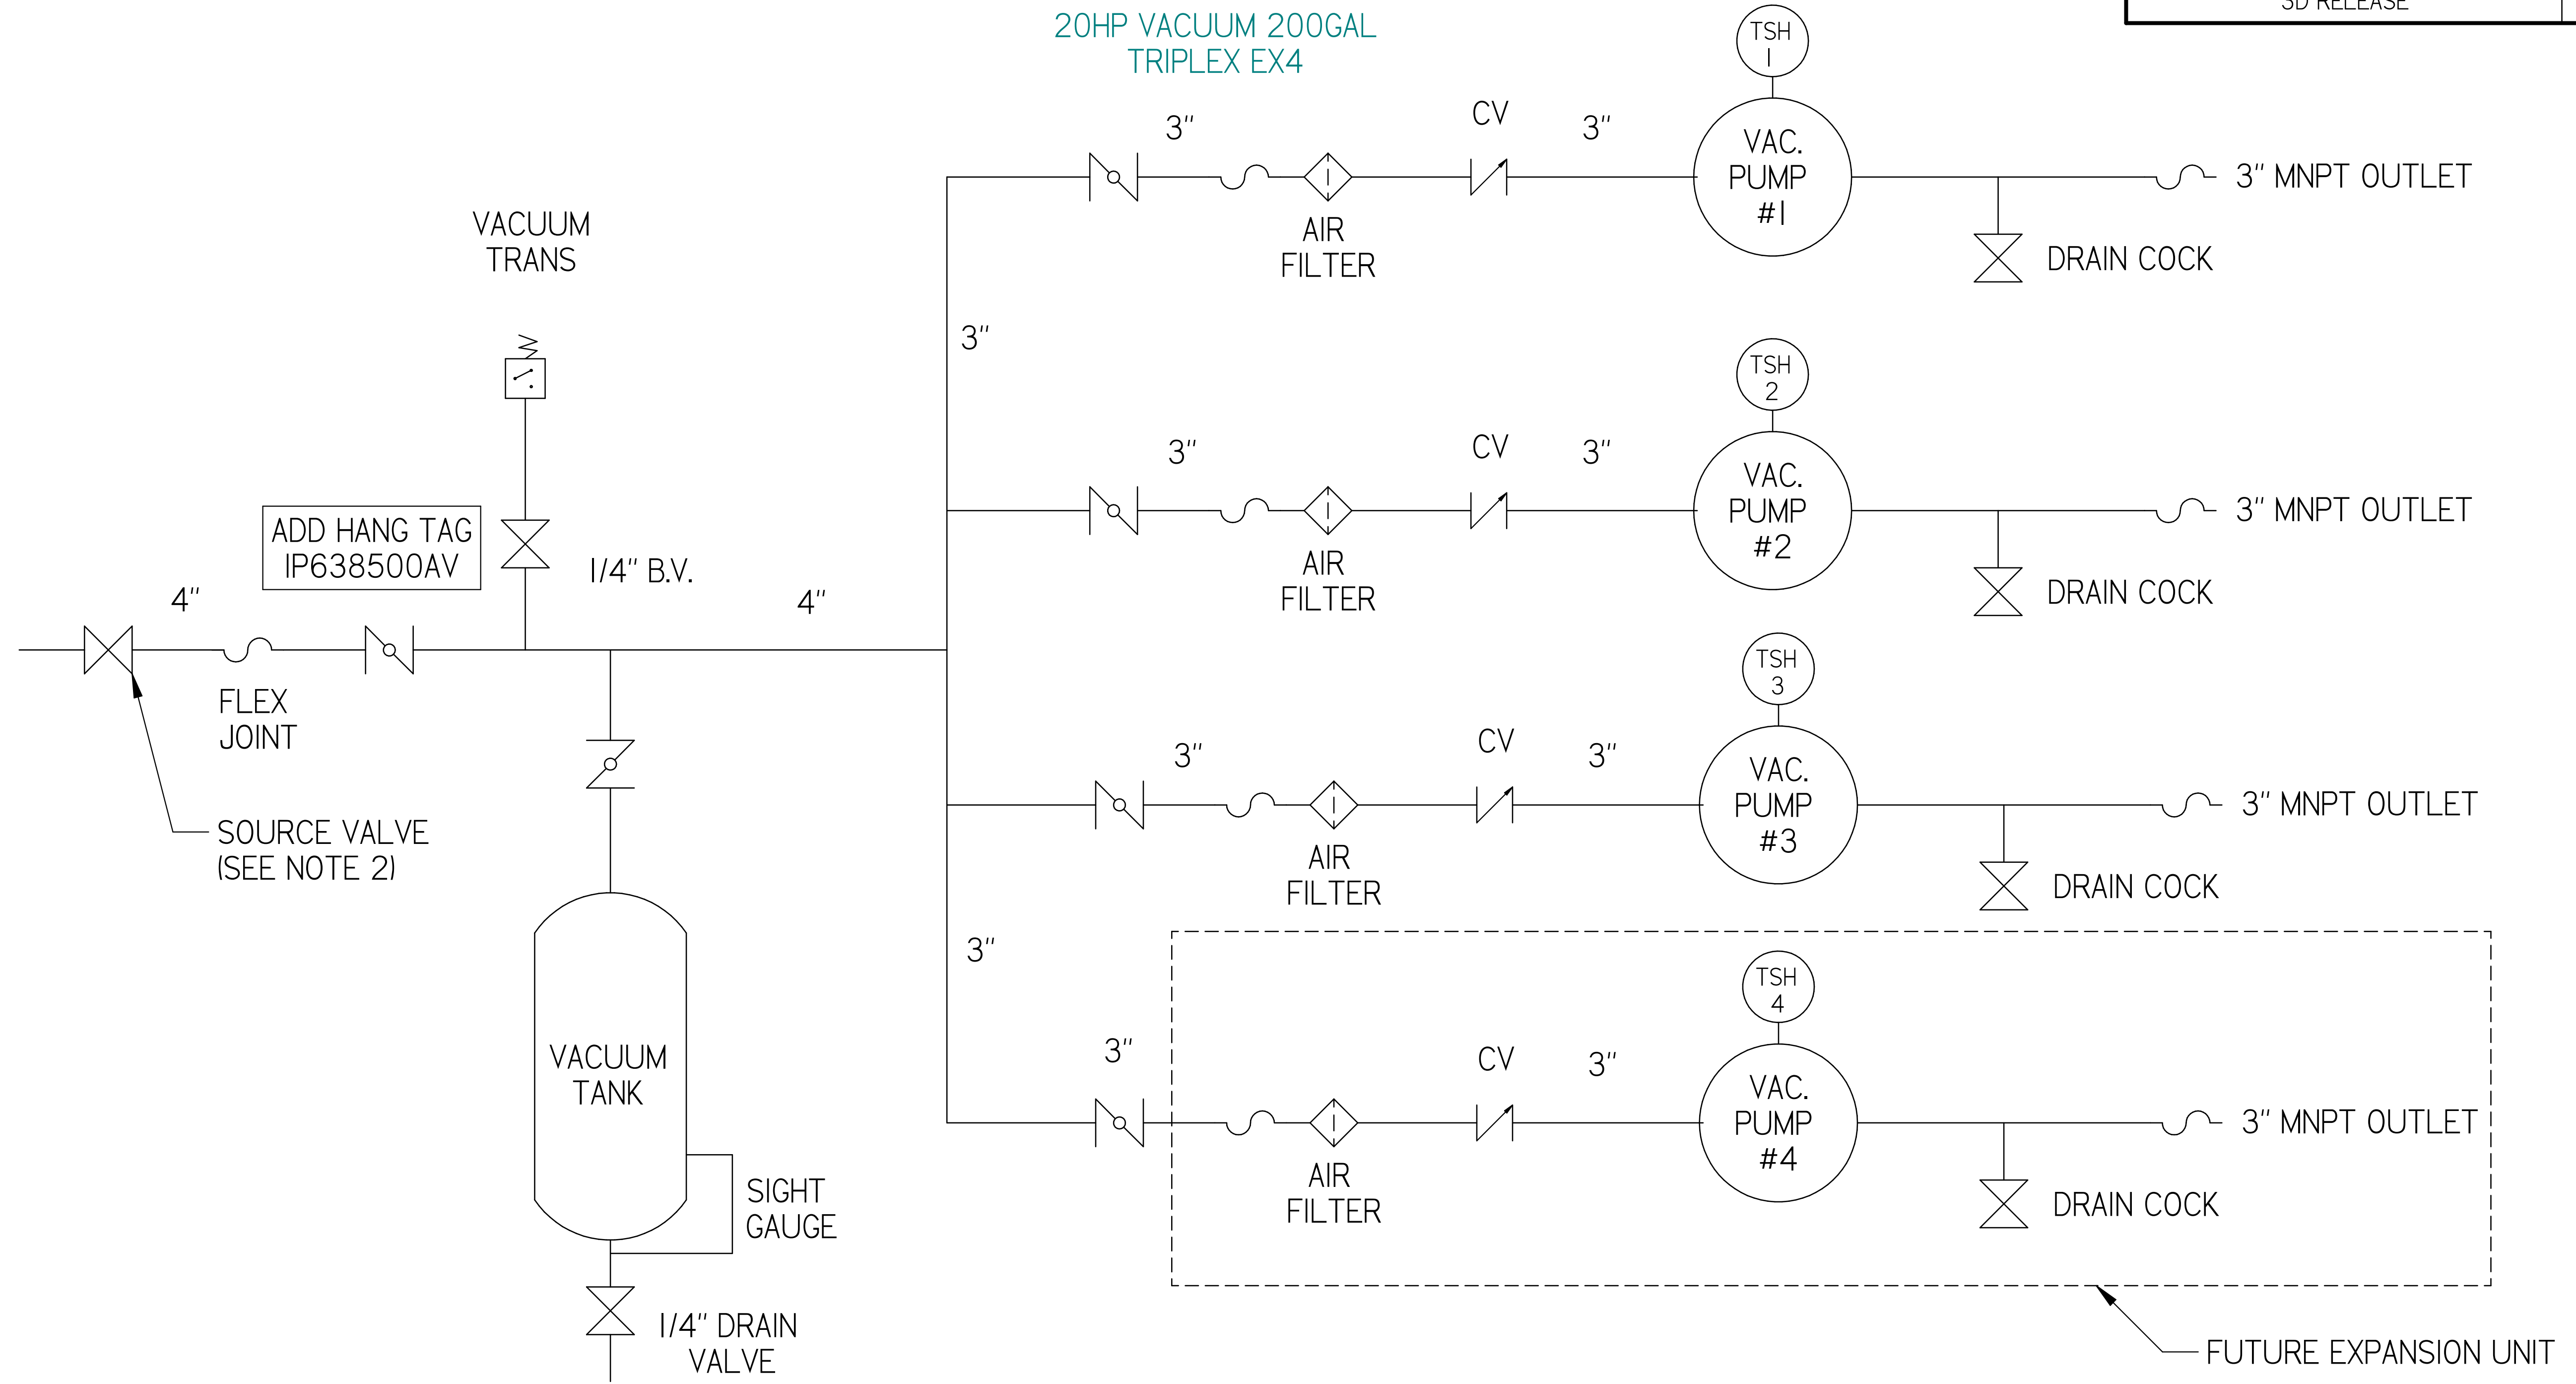 3D RELEASE
20HP VACUUM 200GAL
TRIPLEX EX4
TSH
1
3"
CV
3"
VAC.
PUMP
#1
3" MNPT OUTLET
AIR
FILTER
DRAIN COCK
VACUUM
TRANS
3"
TSH
2
3"
CV
3"
VAC.
PUMP
#2
3" MNPT OUTLET
AIR
FILTER
DRAIN COCK
ADD HANG TAG
IP638500AV
1/4" B.V.
4"
4"
FLEX
JOINT
SOURCE VALVE
(SEE NOTE 2)
TSH
3
3"
CV
3"
VAC.
PUMP
#3
3" MNPT OUTLET
AIR
FILTER
DRAIN COCK
3"
TSH
4
3"
CV
3"
VAC.
PUMP
#4
3" MNPT OUTLET
AIR
FILTER
DRAIN COCK
VACUUM
TANK
SIGHT
GAUGE
1/4" DRAIN
VALVE
FUTURE EXPANSION UNIT